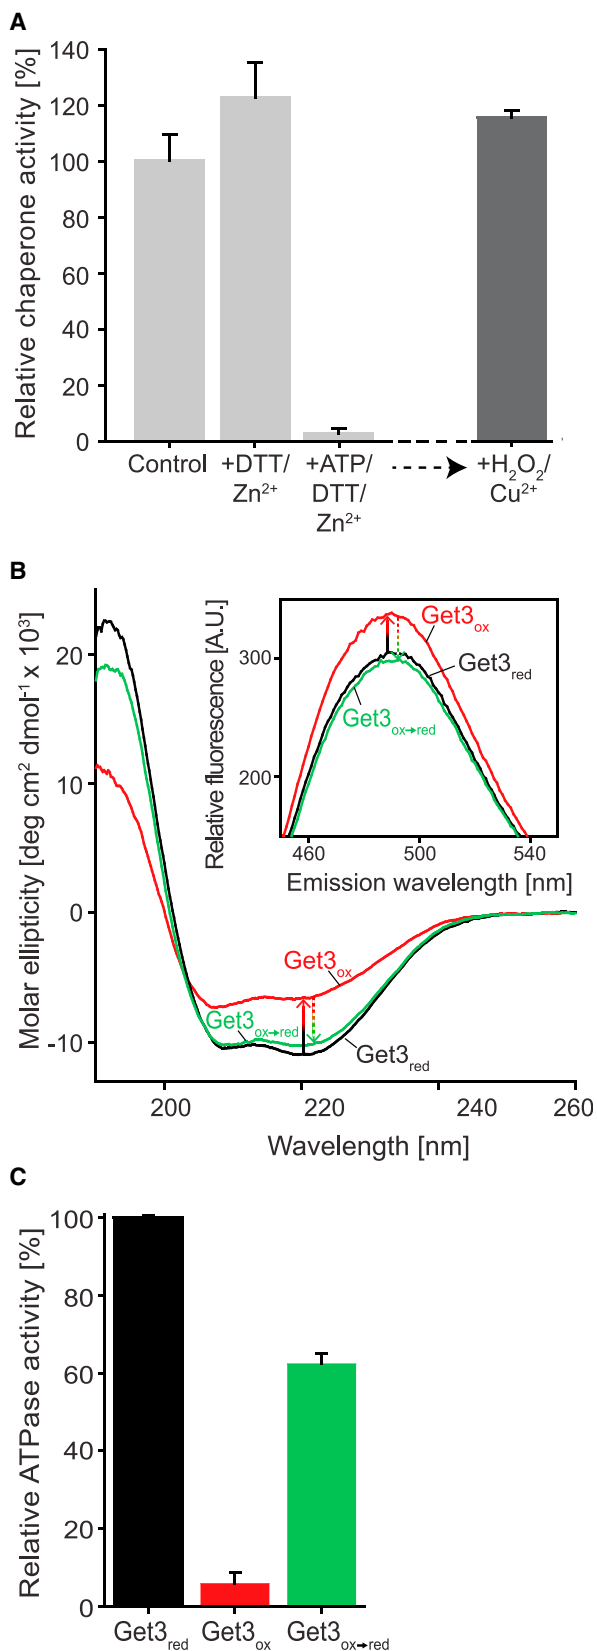 A
Relative chaperone activity [%]
140
120
100
80
60
40
20
0
Control
+DTT/
Zn²⁺
+ATP/
DTT/
Zn²⁺
+H₂O₂/
Cu²⁺
B
Molar ellipticity [deg cm² dmol⁻¹ x 10³]
20
10
0
-10
200
220
240
260
Wavelength [nm]
Get3ox
Get3ox→red
Get3red
Relative fluorescence [A.U.]
300
200
460
500
540
Emission wavelength [nm]
Get3ox
Get3red
Get3ox→red
C
Relative ATPase activity [%]
100
80
60
40
20
0
Get3red
Get3ox
Get3ox→red